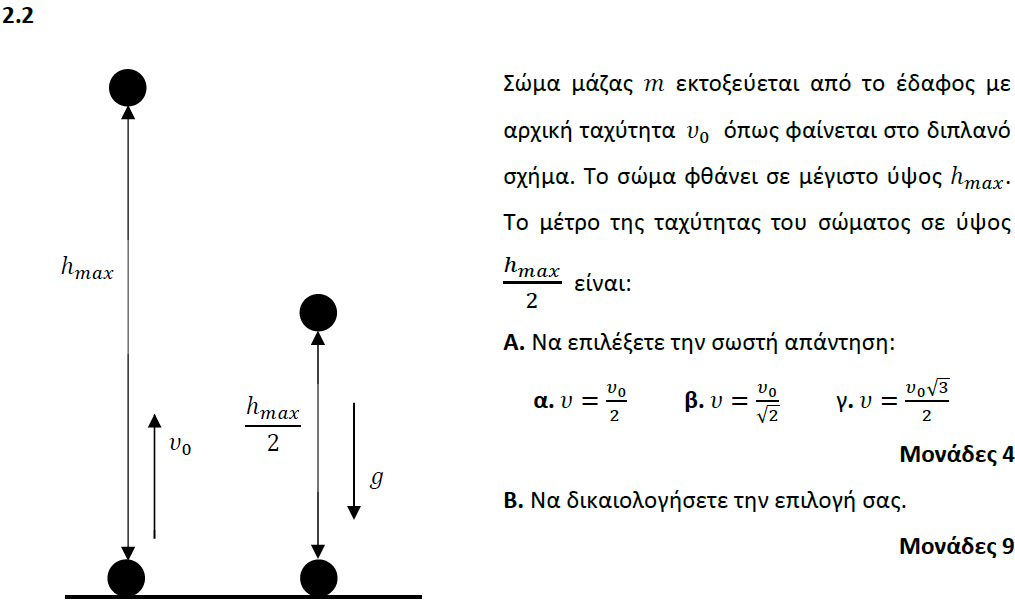 2.2
Σώμα μάζας m εκτοξεύεται από το έδαφος με
αρχική ταχύτητα υ₀ όπως φαίνεται στο διπλανό
σχήμα. Το σώμα φθάνει σε μέγιστο ύψος hₘₐₓ.
Το μέτρο της ταχύτητας του σώματος σε ύψος
hₘₐₓ/2 είναι:
Α. Να επιλέξετε την σωστή απάντηση:
α. υ = υ₀/2 β. υ = υ₀/√2 γ. υ = υ₀√3/2
Μονάδες 4
Β. Να δικαιολογήσετε την επιλογή σας.
Μονάδες 9
hₘₐₓ
υ₀
hₘₐₓ/2
g